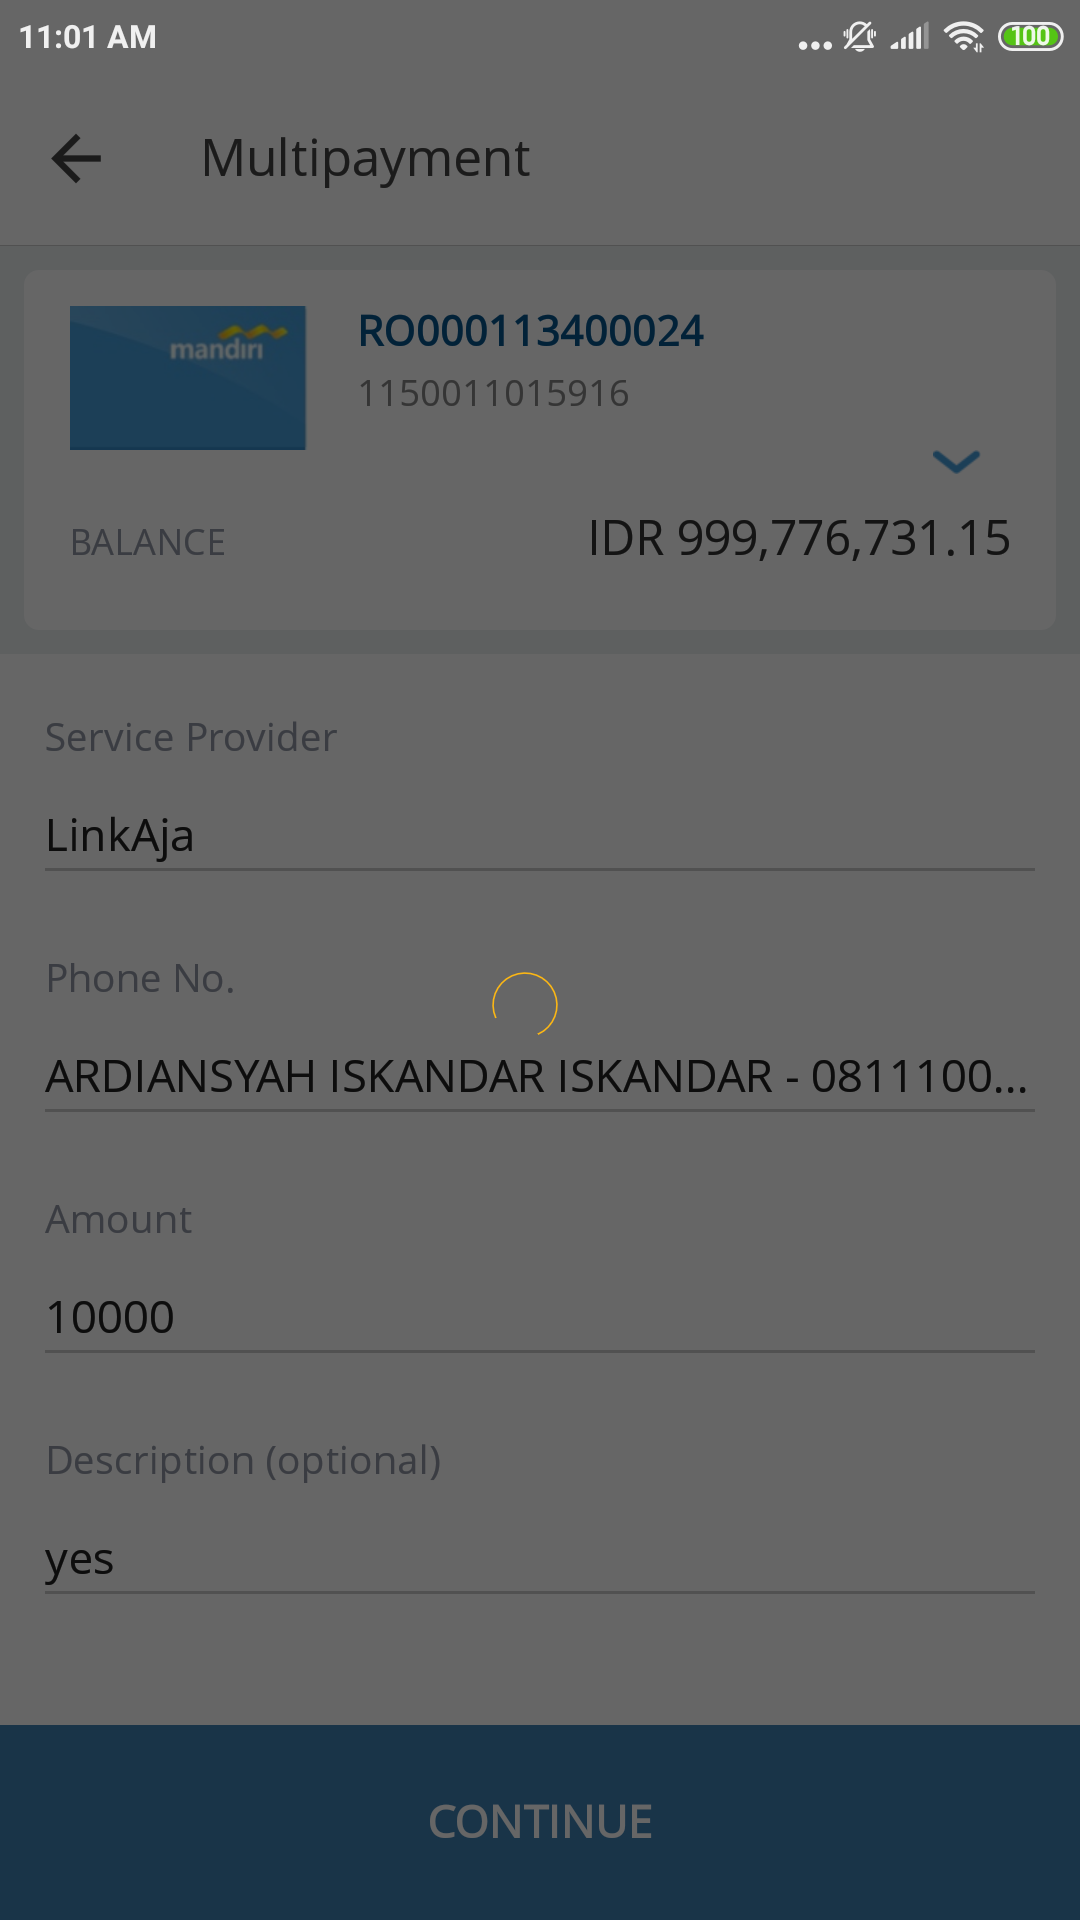 11:01 AM
100
Multipayment
mandiri
RO000113400024
1150011015916
BALANCE
IDR 999,776,731.15
Service Provider
LinkAja
Phone No.
ARDIANSYAH ISKANDAR ISKANDAR - 0811100...
Amount
10000
Description (optional)
yes
CONTINUE